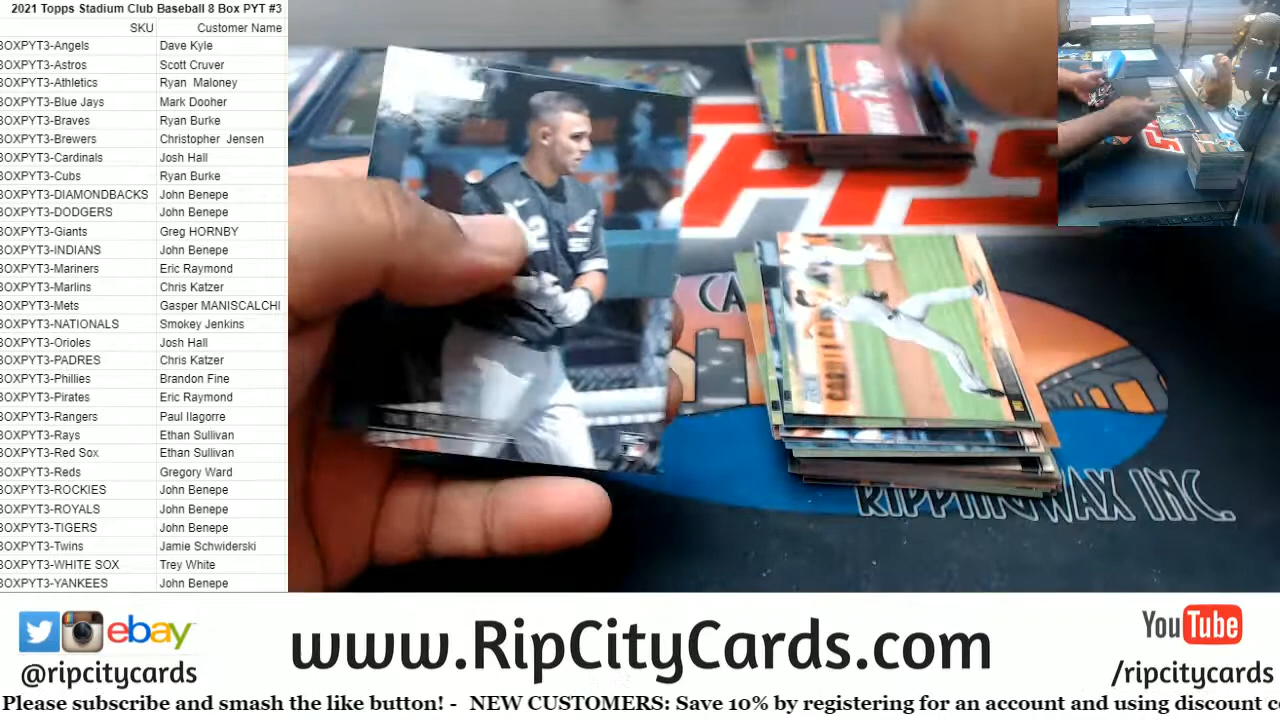 2021 Topps Stadium Club Baseball 8 Box PYT #3
SKU Customer Name
BOXPYT3-Angels Dave Kyle
BOXPYT3-Astros Scott Cruver
BOXPYT3-Athletics Ryan Maloney
BOXPYT3-Blue Jays Mark Dooher
BOXPYT3-Braves Ryan Burke
BOXPYT3-Brewers Christopher Jensen
BOXPYT3-Cardinals Josh Hall
BOXPYT3-Cubs Ryan Burke
BOXPYT3-DIAMONDBACKS John Benepe
BOXPYT3-DODGERS John Benepe
BOXPYT3-Giants Greg HORNBY
BOXPYT3-INDIANS John Benepe
BOXPYT3-Mariners Eric Raymond
BOXPYT3-Marlins Chris Katzer
BOXPYT3-Mets Gasper MANISCALCHI
BOXPYT3-NATIONALS Smokey Jenkins
BOXPYT3-Orioles Josh Hall
BOXPYT3-PADRES Chris Katzer
BOXPYT3-Phillies Brandon Fine
BOXPYT3-Pirates Eric Raymond
BOXPYT3-Rangers Paul Ilagorre
BOXPYT3-Rays Ethan Sullivan
BOXPYT3-Red Sox Ethan Sullivan
BOXPYT3-Reds Gregory Ward
BOXPYT3-ROCKIES John Benepe
BOXPYT3-ROYALS John Benepe
BOXPYT3-TIGERS John Benepe
BOXPYT3-Twins Jamie Schwiderski
BOXPYT3-WHITE SOX Trey White
BOXPYT3-YANKEES John Benepe
PPS
CA
RIPPINWAX INC.
ebay
@ripcitycards
www.RipCityCards.com
YouTube
/ripcitycards
Please subscribe and smash the like button! - NEW CUSTOMERS: Save 10% by registering for an account and using discount c